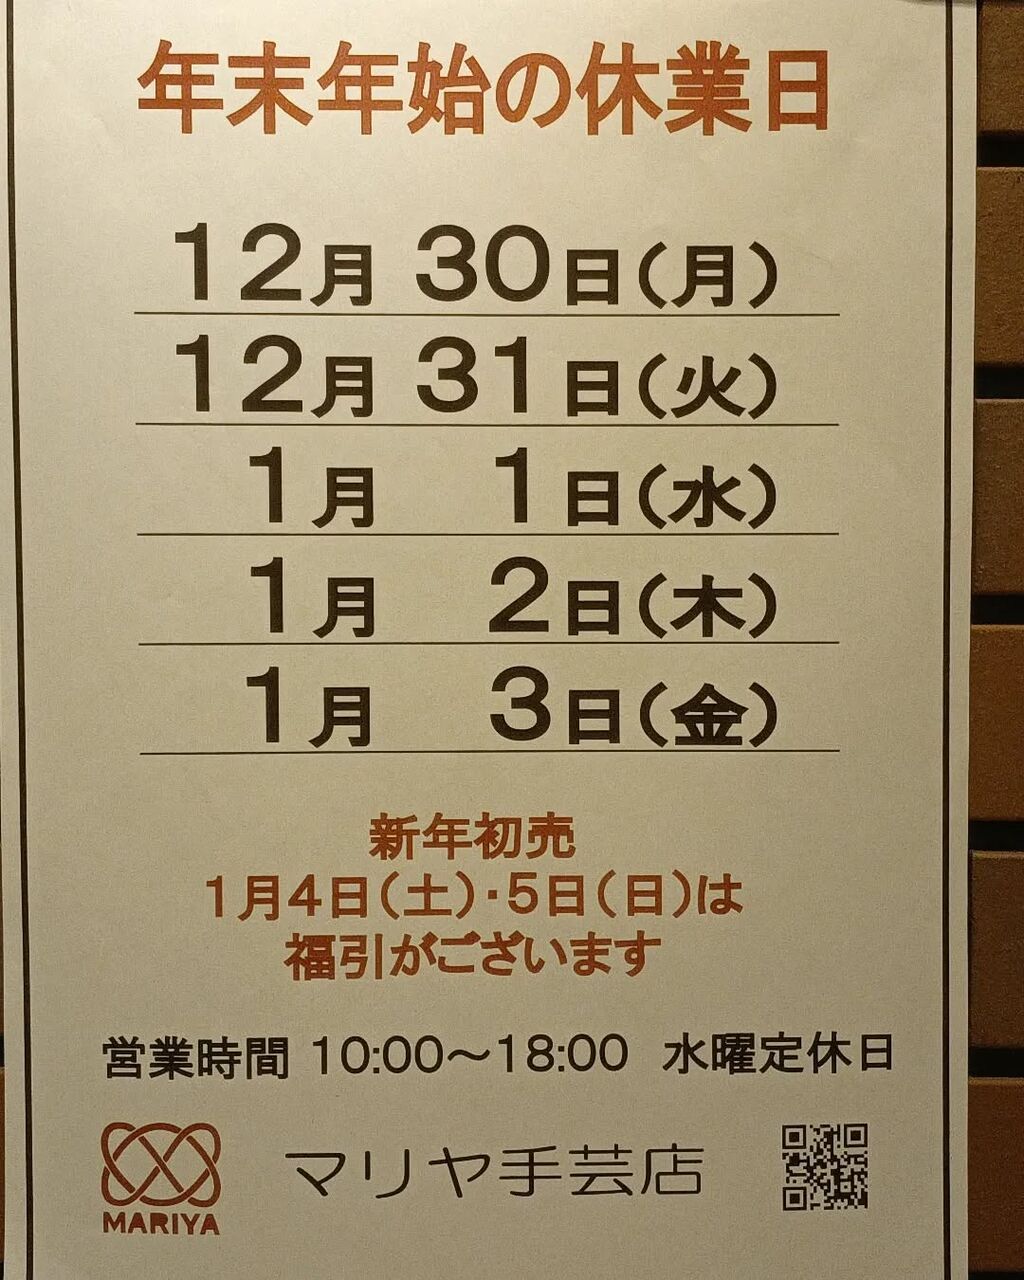 年末年始の休業日
12月 30日(月)
12月 31日(火)
1月 1日(水)
1月 2日(木)
1月 3日(金)
新年初売
1月4日(土)・5日(日)は
福引がございます
営業時間 10:00～18:00 水曜定休日
マリヤ手芸店
MARIYA